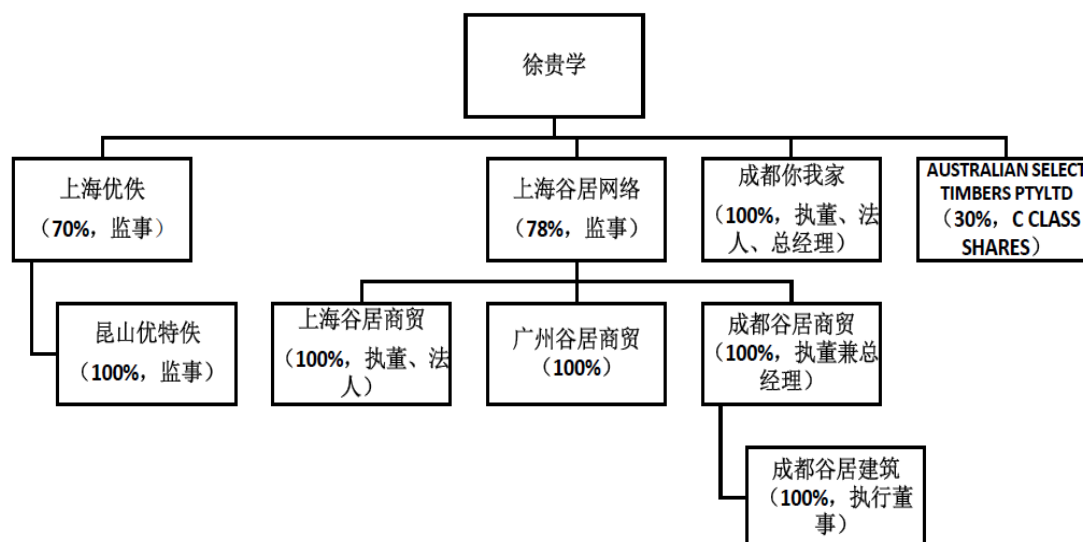 徐贵学
上海优佚
（70%，监事）
上海谷居网络
（78%，监事）
成都你我家
（100%，执董、法
人、总经理）
AUSTRALIAN SELECT
TIMBERS PTYLTD
（30%，C CLASS
SHARES）
昆山优特佚
（100%，监事）
上海谷居商贸
（100%，执董、法
人）
广州谷居商贸
（100%）
成都谷居商贸
（100%，执董兼总
经理）
成都谷居建筑
（100%，执行董
事）